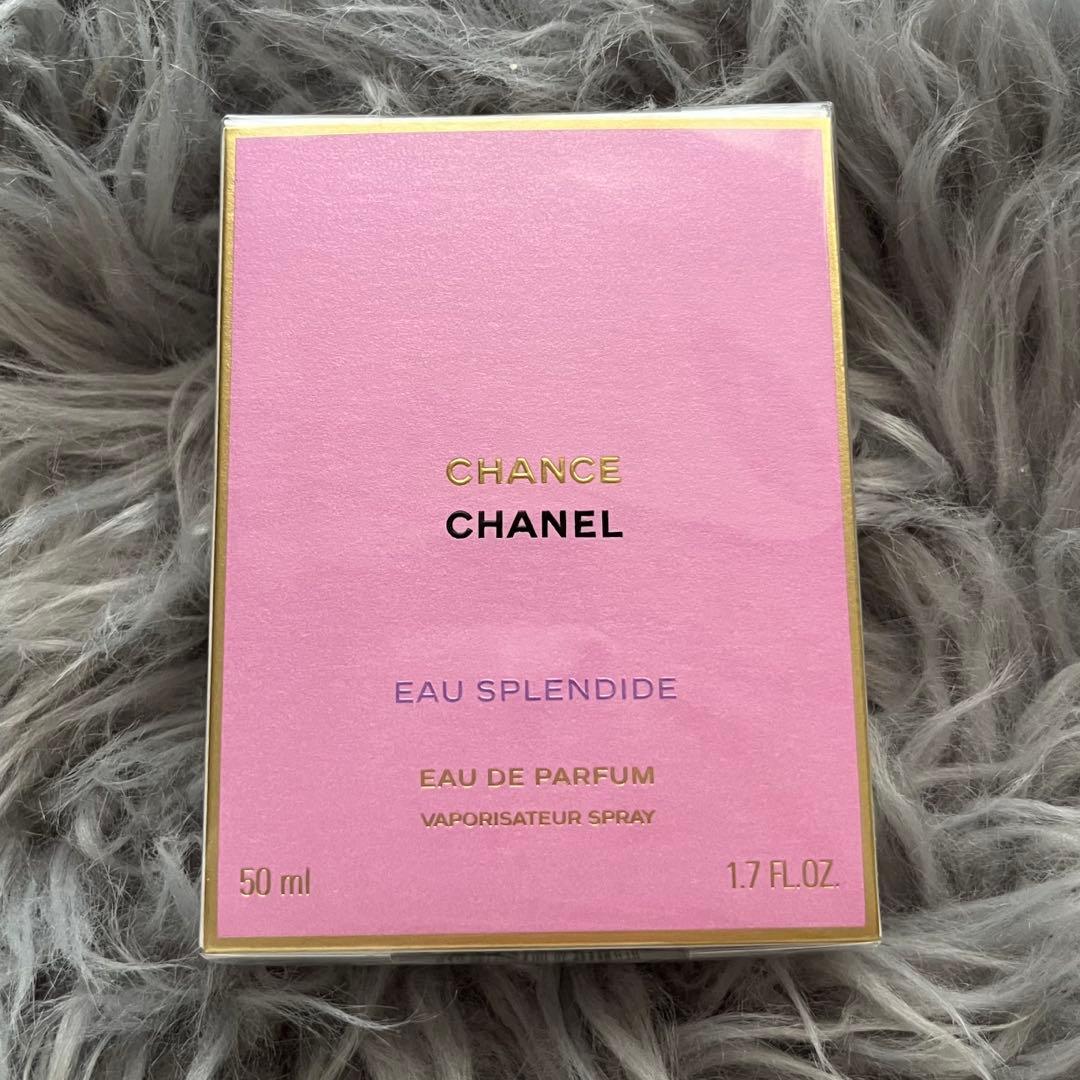 CHANCE
CHANEL
EAU SPLENDIDE
EAU DE PARFUM
VAPORISATEUR SPRAY
50 ml
1.7 FL.OZ.